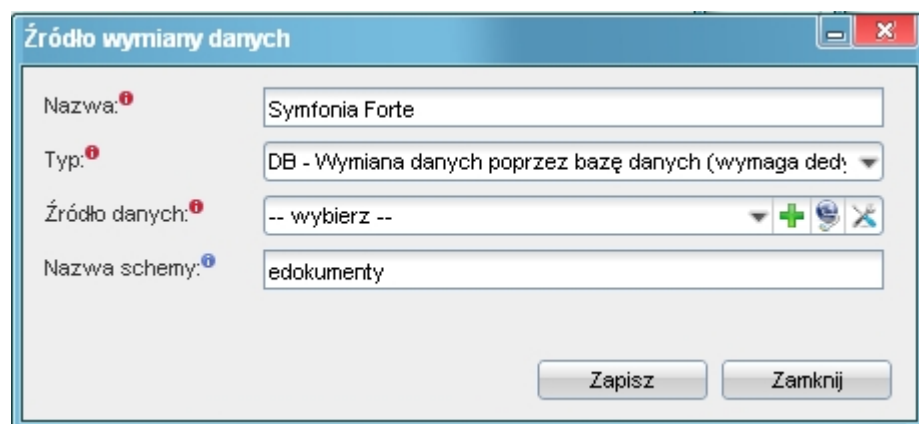 Źródło wymiany danych
Nazwa: Symfonia Forte
Typ: DB - Wymiana danych poprzez bazę danych (wymaga
Źródło danych: -- wybierz --
Nazwa schemy: edokumenty
Zapisz Zamknij